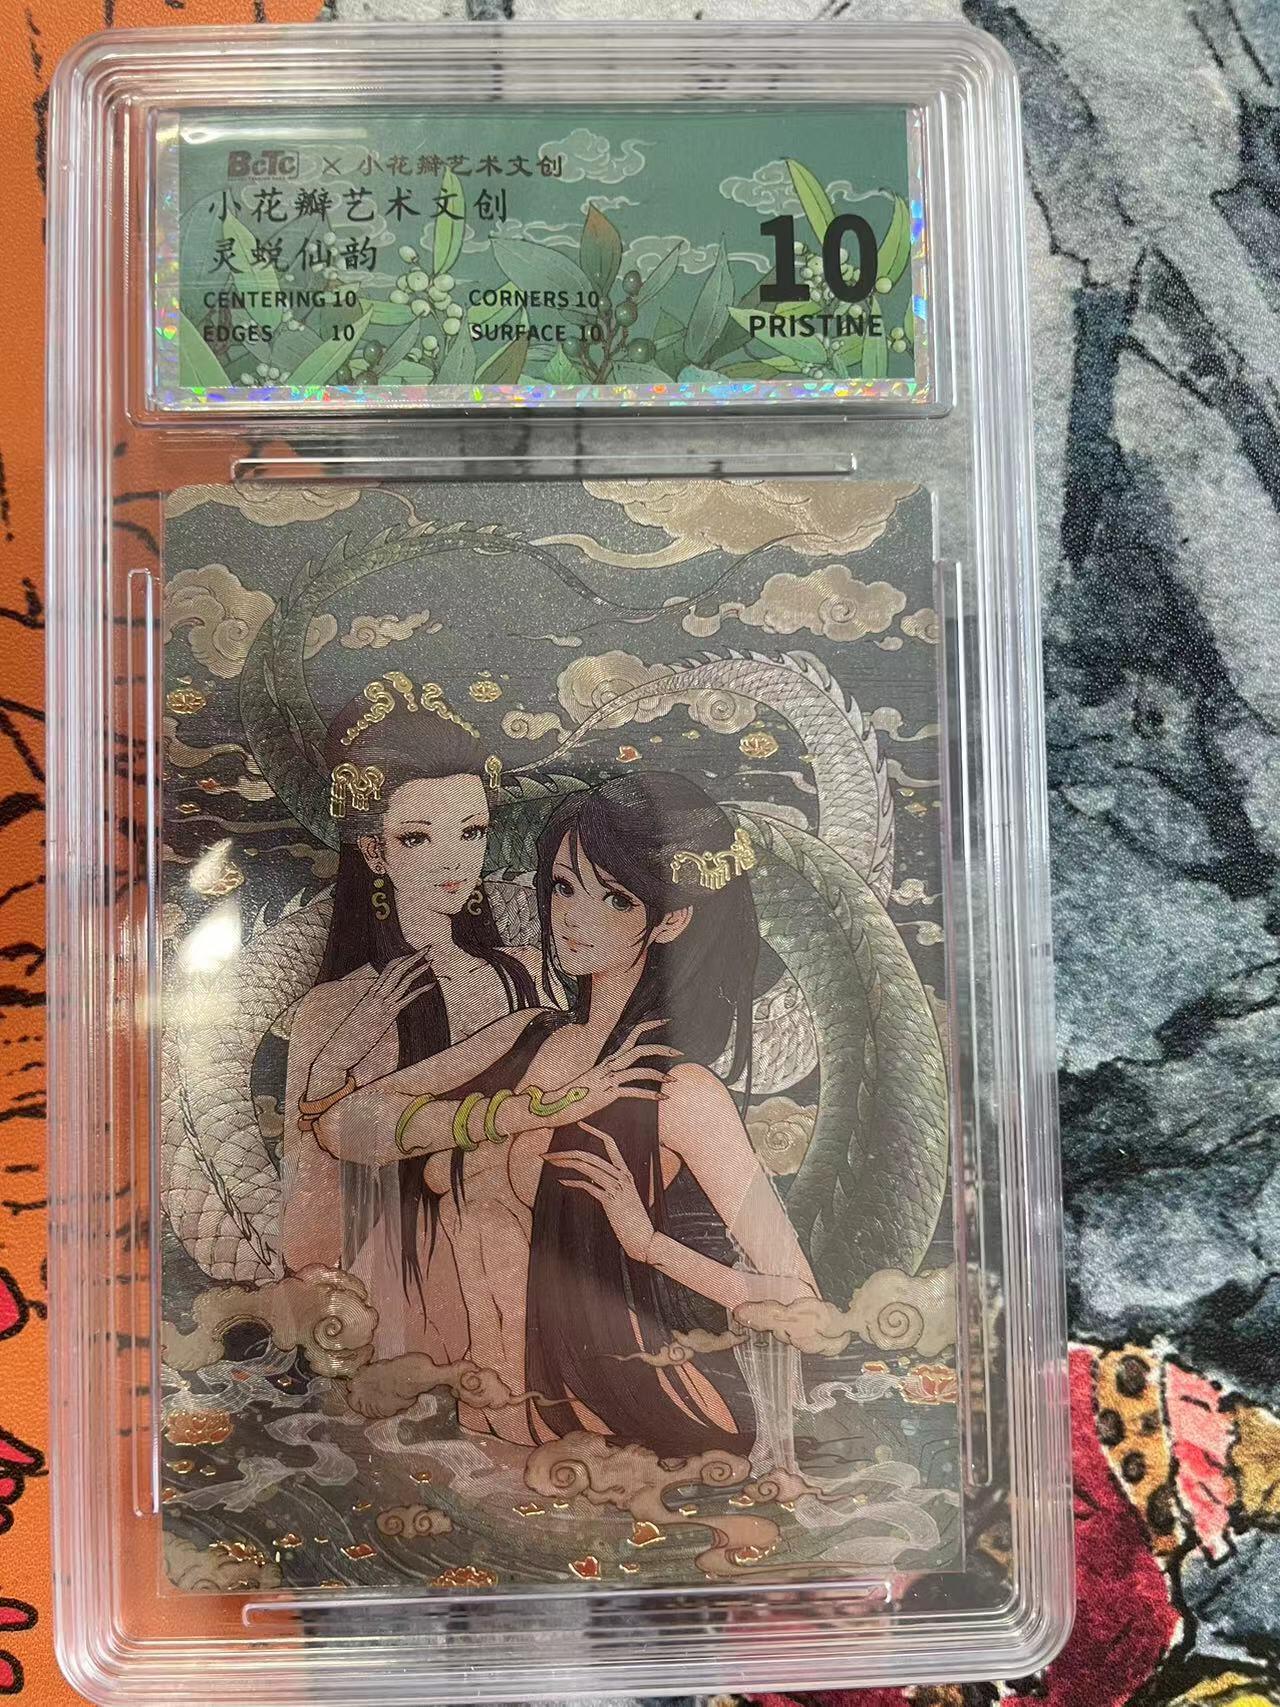 BCTC × 小花瓣艺术文创
小花瓣艺术文创
灵蜕仙韵
CENTERING 10 CORNERS 10
EDGES 10 SURFACE 10
10
PRISTINE